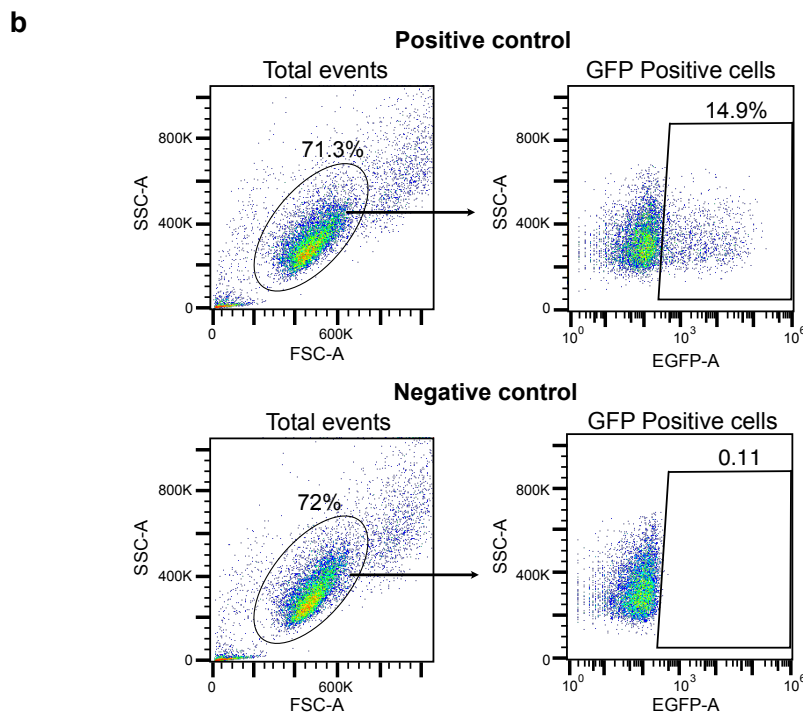 b
Positive control
Total events
GFP Positive cells
71.3%
14.9%
SSC-A
800K
400K
0
0
600K
FSC-A
SSC-A
800K
400K
0
10^0
10^3
10^6
EGFP-A
Negative control
Total events
GFP Positive cells
72%
0.11
SSC-A
800K
400K
0
0
600K
FSC-A
SSC-A
800K
400K
0
10^0
10^3
10^6
EGFP-A